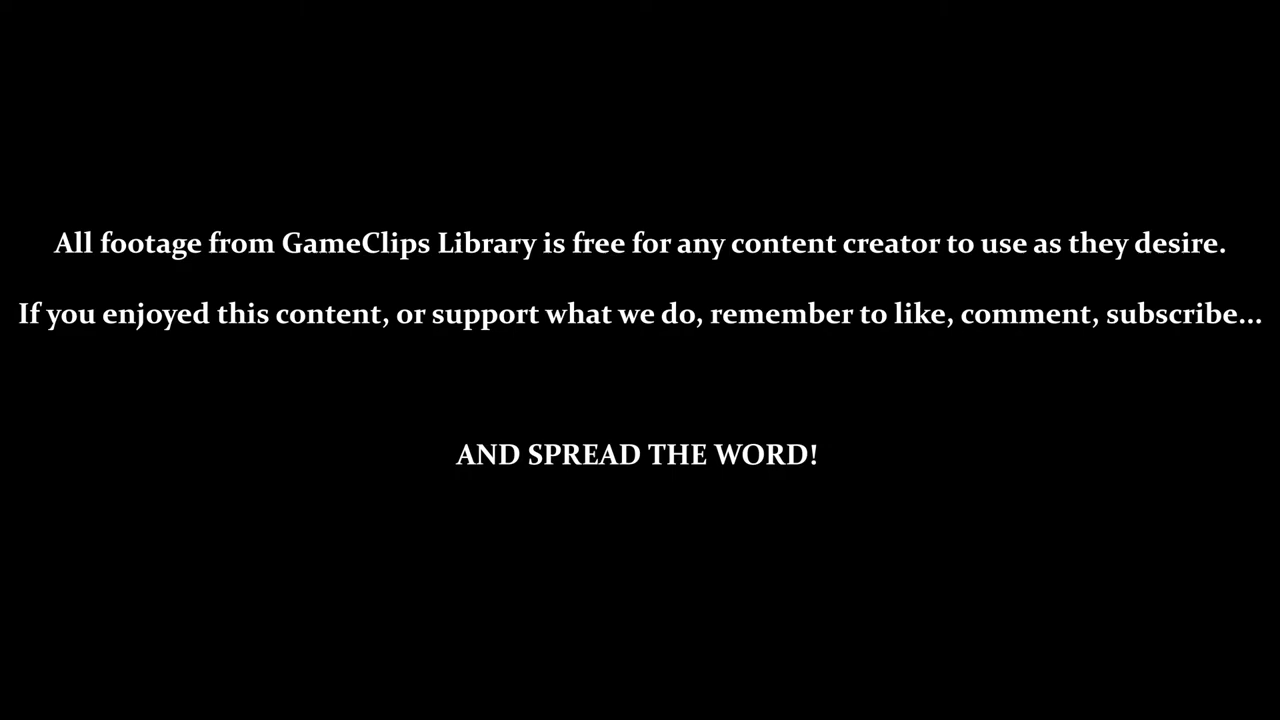 All footage from GameClips Library is free for any content creator to use as they desire.
If you enjoyed this content, or support what we do, remember to like, comment, subscribe...
AND SPREAD THE WORD!